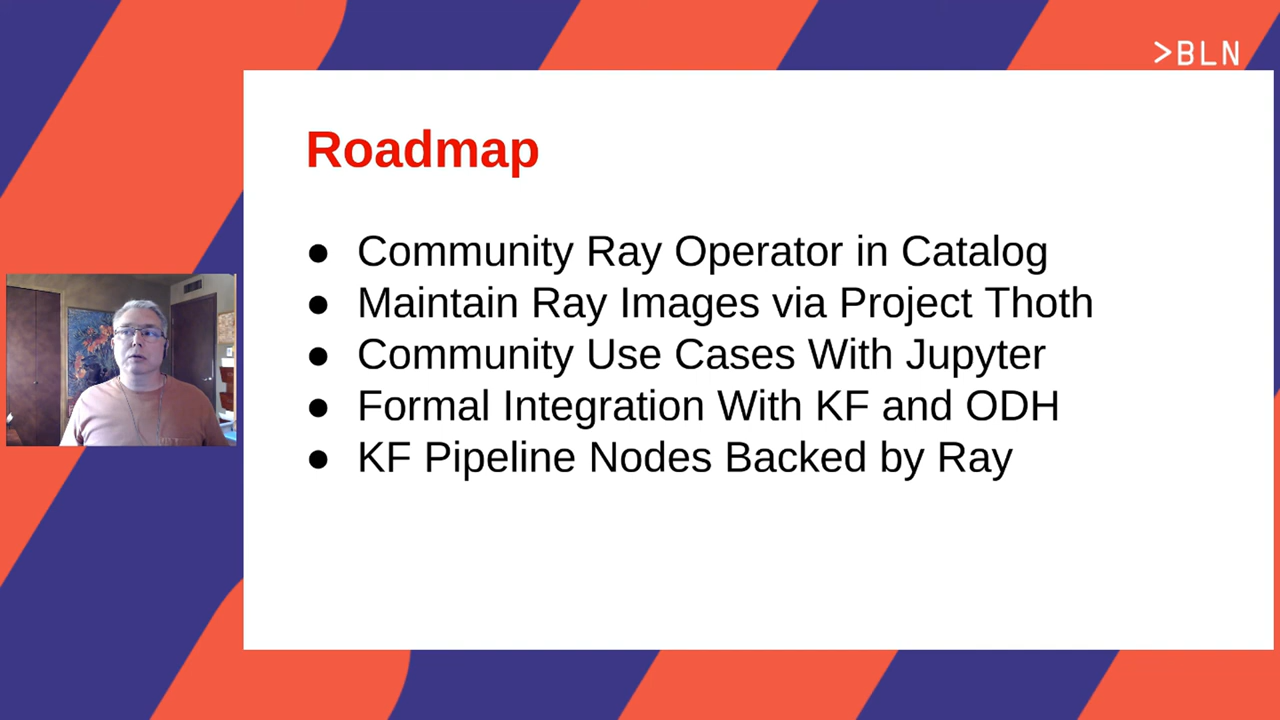 >BLN
Roadmap
● Community Ray Operator in Catalog
● Maintain Ray Images via Project Thoth
● Community Use Cases With Jupyter
● Formal Integration With KF and ODH
● KF Pipeline Nodes Backed by Ray